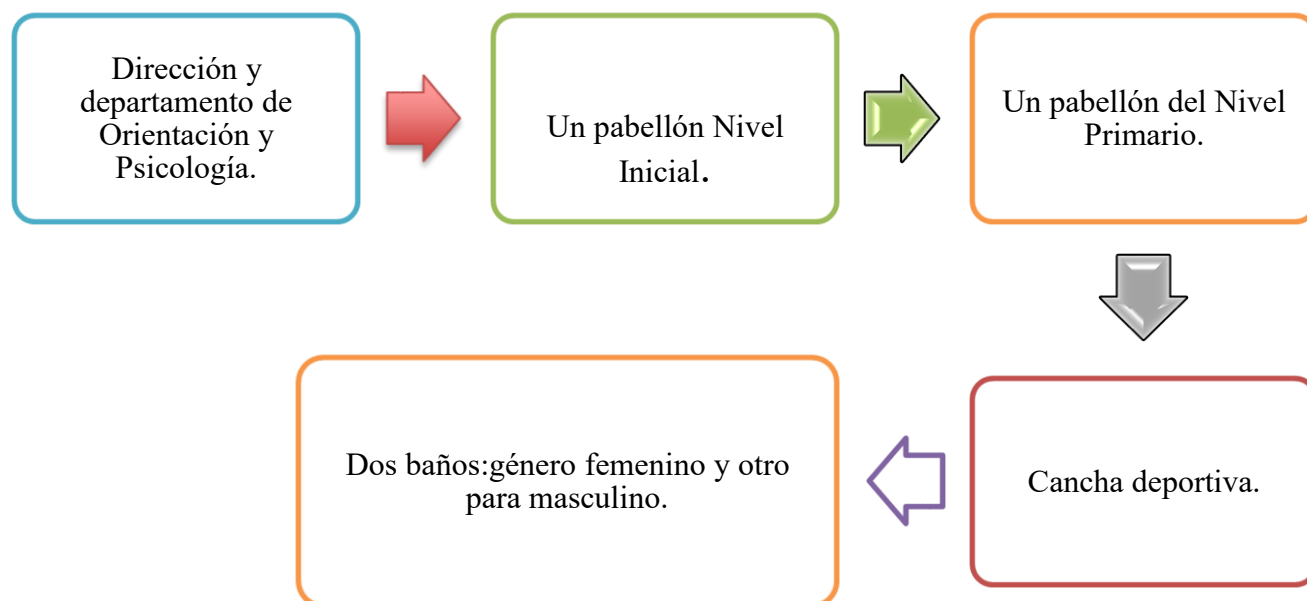 Dirección y
departamento de
Orientación y
Psicología.
Un pabellón Nivel
Inicial.
Un pabellón del Nivel
Primario.
Cancha deportiva.
Dos baños:género femenino y otro
para masculino.